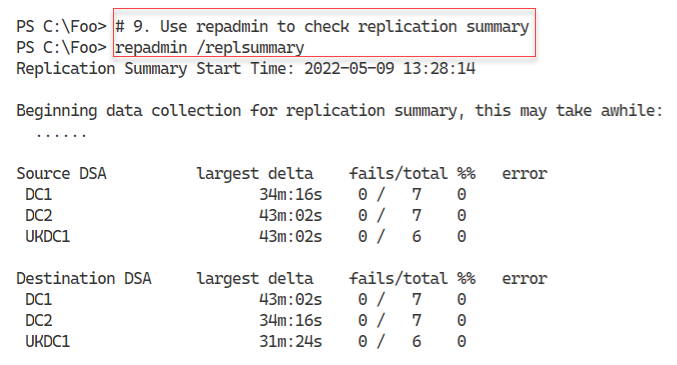 PS C:\Foo> # 9. Use repadmin to check replication summary
PS C:\Foo> repadmin /replsummary
Replication Summary Start Time: 2022-05-09 13:28:14
Beginning data collection for replication summary, this may take awhile:
......
Source DSA largest delta fails/total %% error
DC1 34m:16s 0 / 7 0
DC2 43m:02s 0 / 7 0
UKDC1 43m:02s 0 / 6 0
Destination DSA largest delta fails/total %% error
DC1 43m:02s 0 / 7 0
DC2 34m:16s 0 / 7 0
UKDC1 31m:24s 0 / 6 0